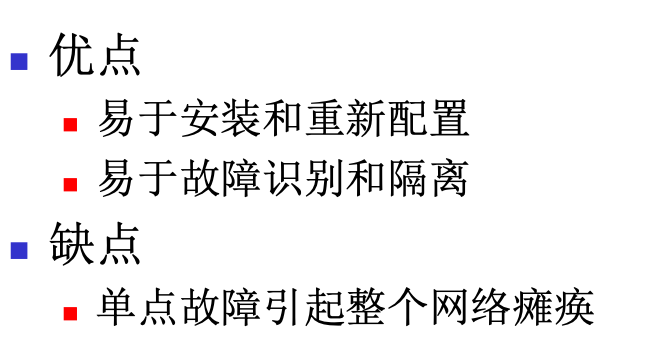 优点
易于安装和重新配置
易于故障识别和隔离
缺点
单点故障引起整个网络瘫痪